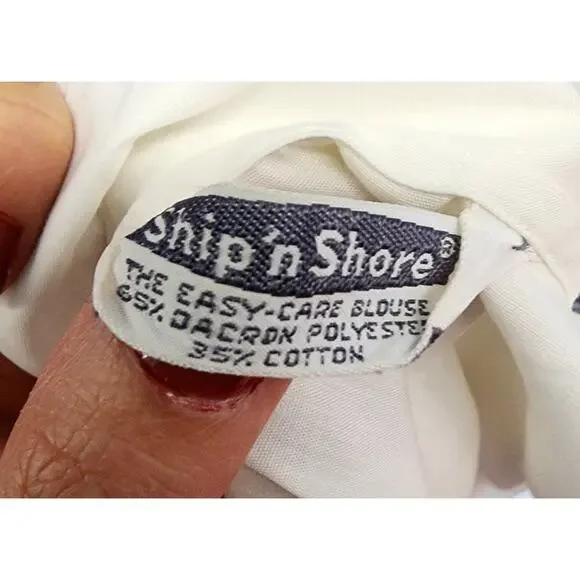 Ship'n Shore®
THE EASY-CARE BLOUSE
65% DACRON POLYESTER
35% COTTON